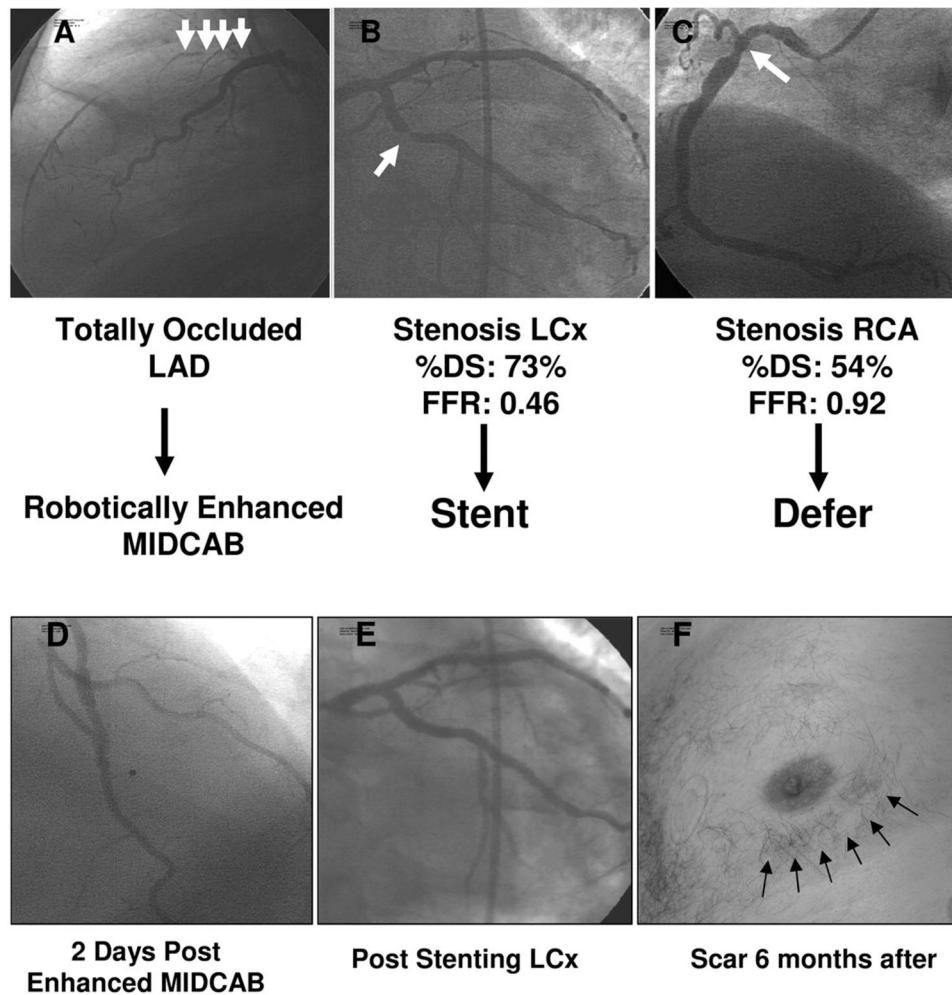 A
B
C
Totally Occluded
LAD
Stenosis LCx
%DS: 73%
FFR: 0.46
Stenosis RCA
%DS: 54%
FFR: 0.92
Robotically Enhanced
MIDCAB
Stent
Defer
D
E
F
2 Days Post
Enhanced MIDCAB
Post Stenting LCx
Scar 6 months after